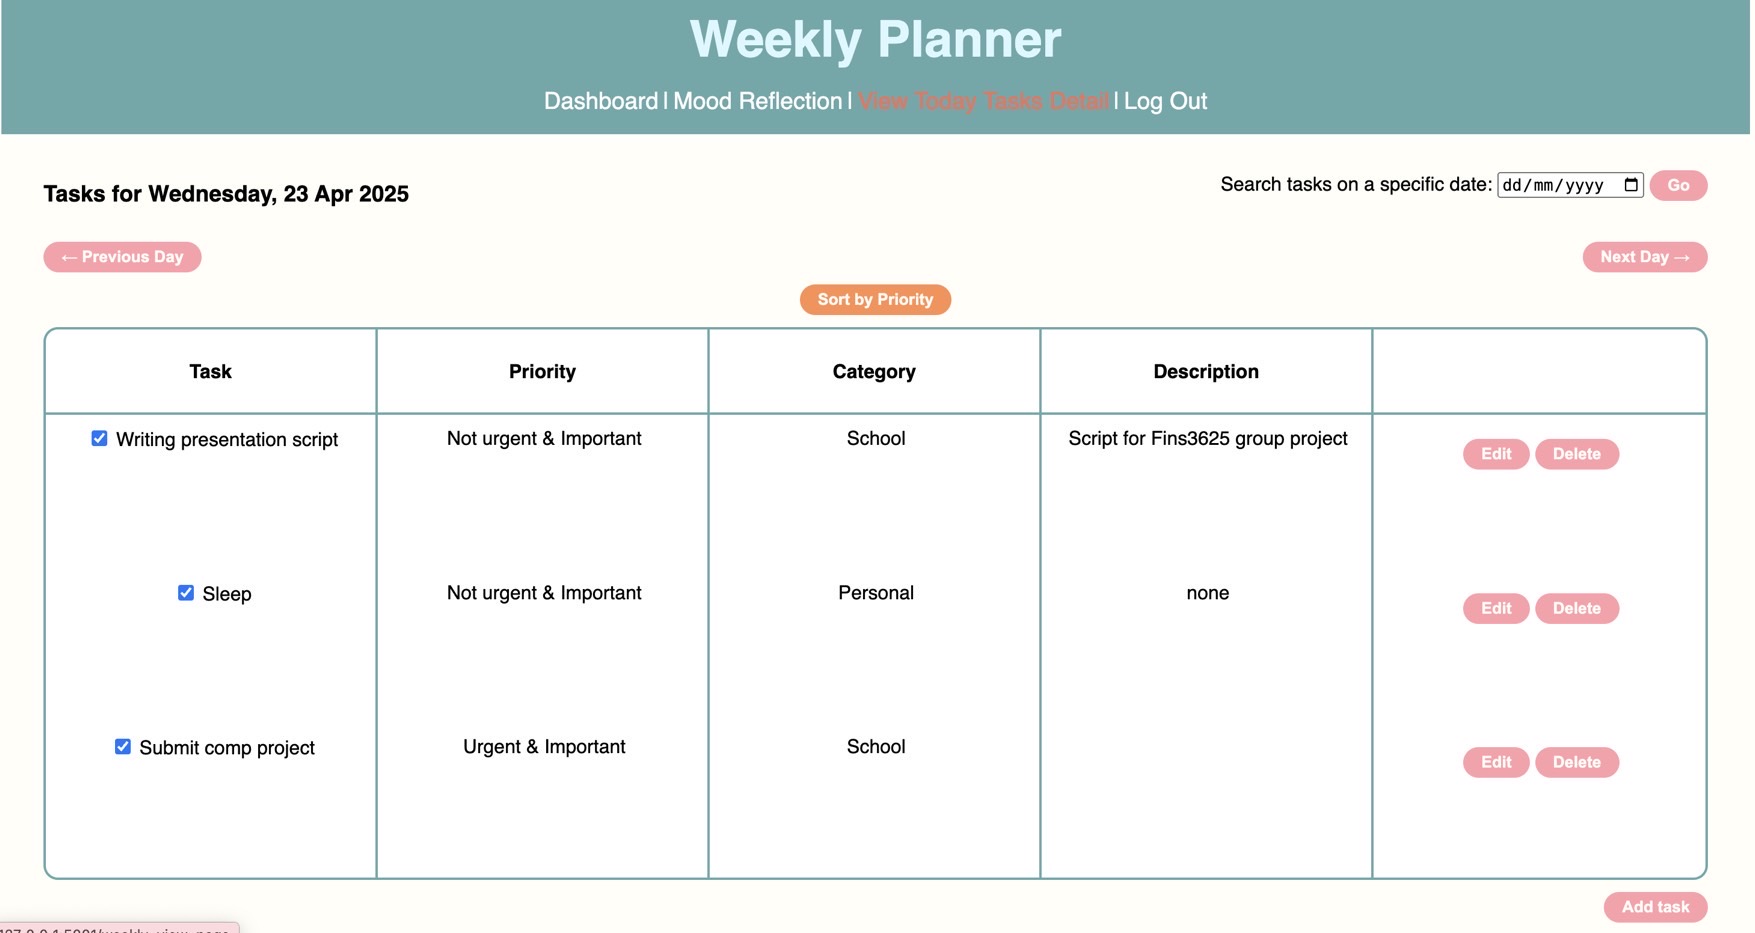 Weekly Planner
Dashboard | Mood Reflection | View Today Tasks Detail | Log Out
Tasks for Wednesday, 23 Apr 2025
Search tasks on a specific date: dd/mm/yyyy Go
← Previous Day
Next Day →
Sort by Priority
Task Priority Category Description
Writing presentation script Not urgent & Important School Script for Fins3625 group project Edit Delete
Sleep Not urgent & Important Personal none Edit Delete
Submit comp project Urgent & Important School Edit Delete
Add task